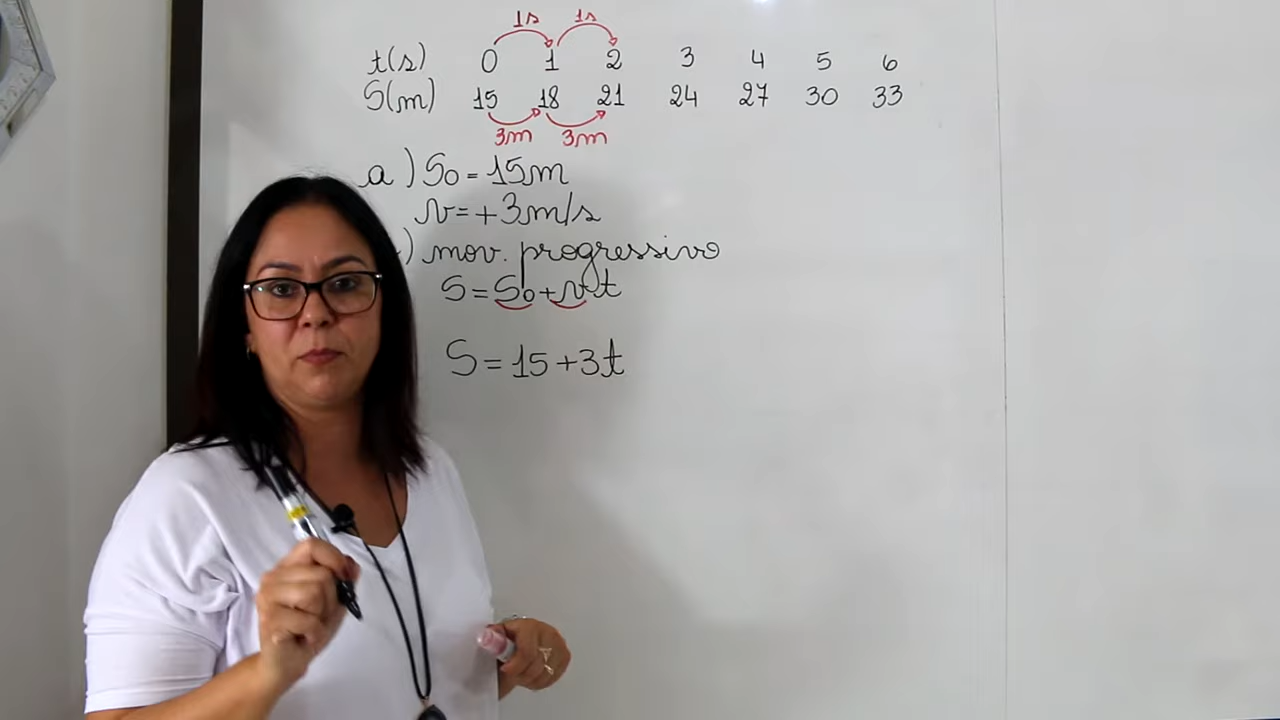 1s 1s
t(s) 0 1 2 3 4 5 6
S(m) 15 18 21 24 27 30 33
3m 3m
a) S₀ = 15m
v = +3m/s
) mov. progressivo
S = S₀ + vt
S = 15 + 3t